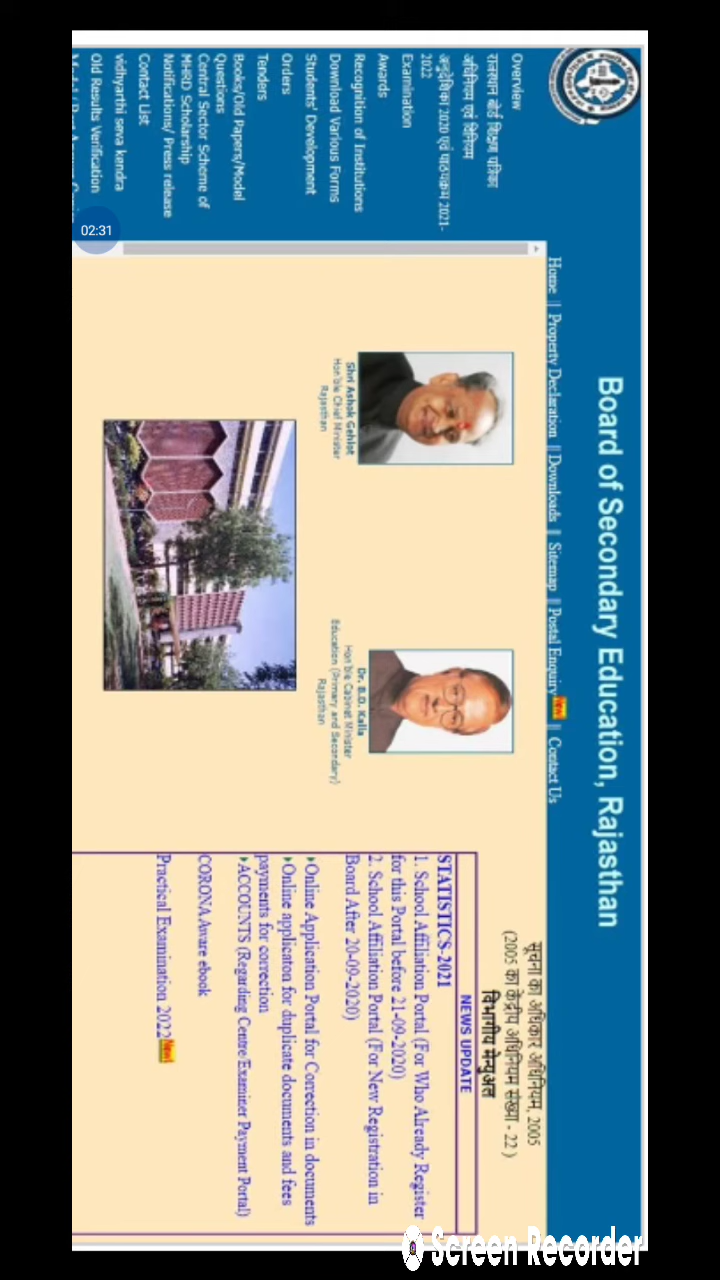 Board of Secondary Education, Rajasthan
Home || Property Declaration || Downloads || Sitemap || Postal Enquiry New! || Contact Us
Overview
राजस्थान बोर्ड शिक्षण पत्रिका
अधिनियम एवं विनियम
2020 एवं पाठ्यक्रम 2021-
2022
Examination
Awards
Recognition of Institutions
Download Various Forms
Students' Development
Orders
Tenders
Books/Old Papers/Model
Questions
Central Sector Scheme of
MHRD Scholarship
Notifications/ Press release
Contact List
vidhyarthi seva kendra
Old Results Verification
Shri Ashok Gehlot
Hon'ble Chief Minister
Rajasthan
Dr. B.D. Kalla
Hon'ble Cabinet Minister
Education (Primary and Secondary)
Rajasthan
सूचना का अधिकार अधिनियम, 2005
(2005 का केंद्रीय अधिनियम संख्या - 22 )
विभागीय मेन्युअल
NEWS UPDATE
STATISTICS-2021
1. School Affiliation Portal (For Who Already Register
for this Portal before 21-09-2020)
2. School Affiliation Portal (For New Registration in
Board After 20-09-2020)
Online Application Portal for Correction in documents
Online applicaton for duplicate documents and fees
payments for correction
ACCOUNTS (Regarding Centre/Examiner Payment Portal)
CORONA Aware ebook
Practical Examination 2022 New!
02:31
Screen Recorder